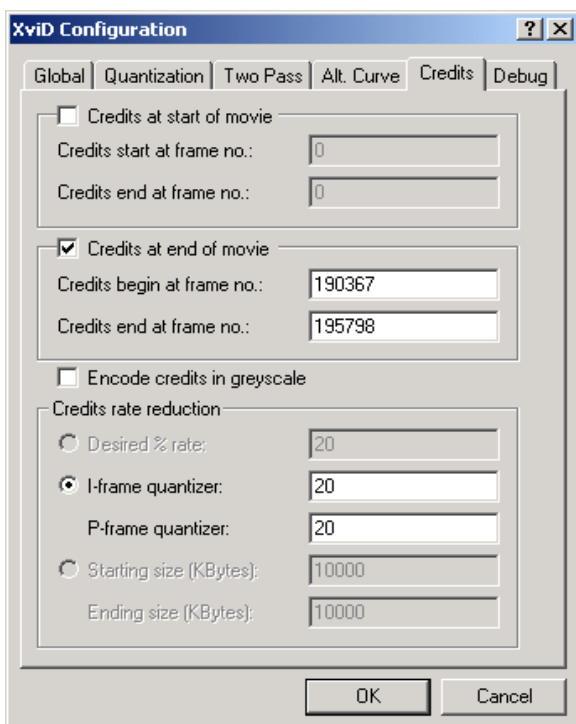 XviD Configuration
Global Quantization Two Pass Alt. Curve Credits Debug
Credits at start of movie
Credits start at frame no.: 0
Credits end at frame no.: 0
Credits at end of movie
Credits begin at frame no.: 190367
Credits end at frame no.: 195798
Encode credits in greyscale
Credits rate reduction
Desired % rate: 20
I-frame quantizer: 20
P-frame quantizer: 20
Starting size (KBytes): 10000
Ending size (KBytes): 10000
OK Cancel